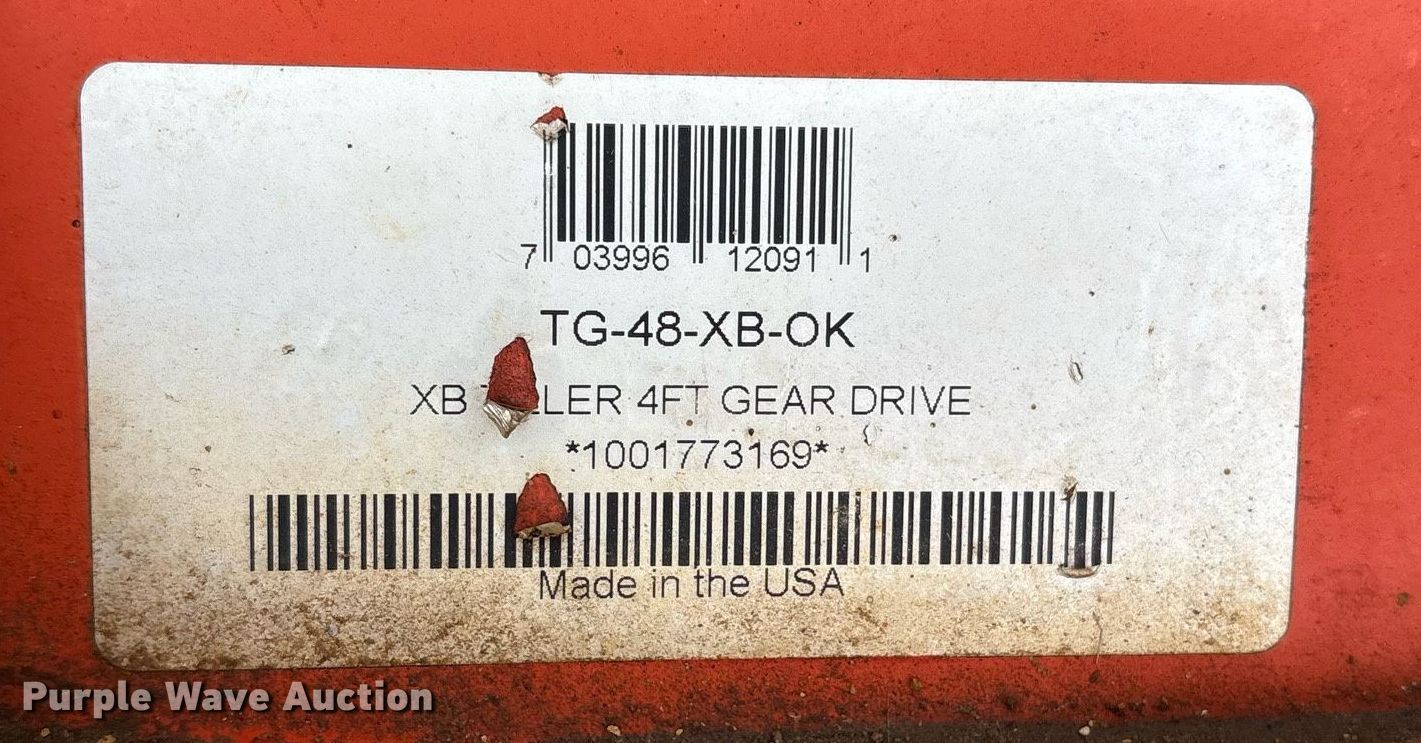 7 03996 12091 1
TG-48-XB-OK
XB LER 4FT GEAR DRIVE
*1001773169*
Made in the USA
Purple Wave Auction